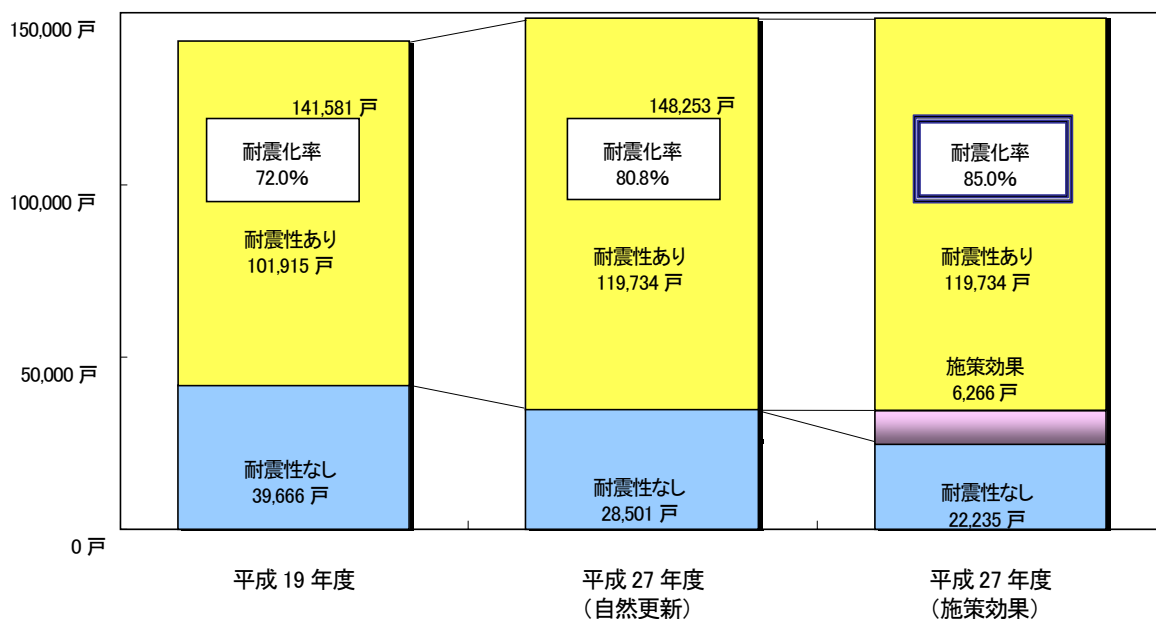 150,000 戸
100,000 戸
50,000 戸
0 戸
141,581 戸
耐震化率
72.0%
耐震性あり
101,915 戸
耐震性なし
39,666 戸
平成 19 年度
148,253 戸
耐震化率
80.8%
耐震性あり
119,734 戸
耐震性なし
28,501 戸
平成 27 年度
(自然更新)
耐震化率
85.0%
耐震性あり
119,734 戸
施策効果
6,266 戸
耐震性なし
22,235 戸
平成 27 年度
(施策効果)